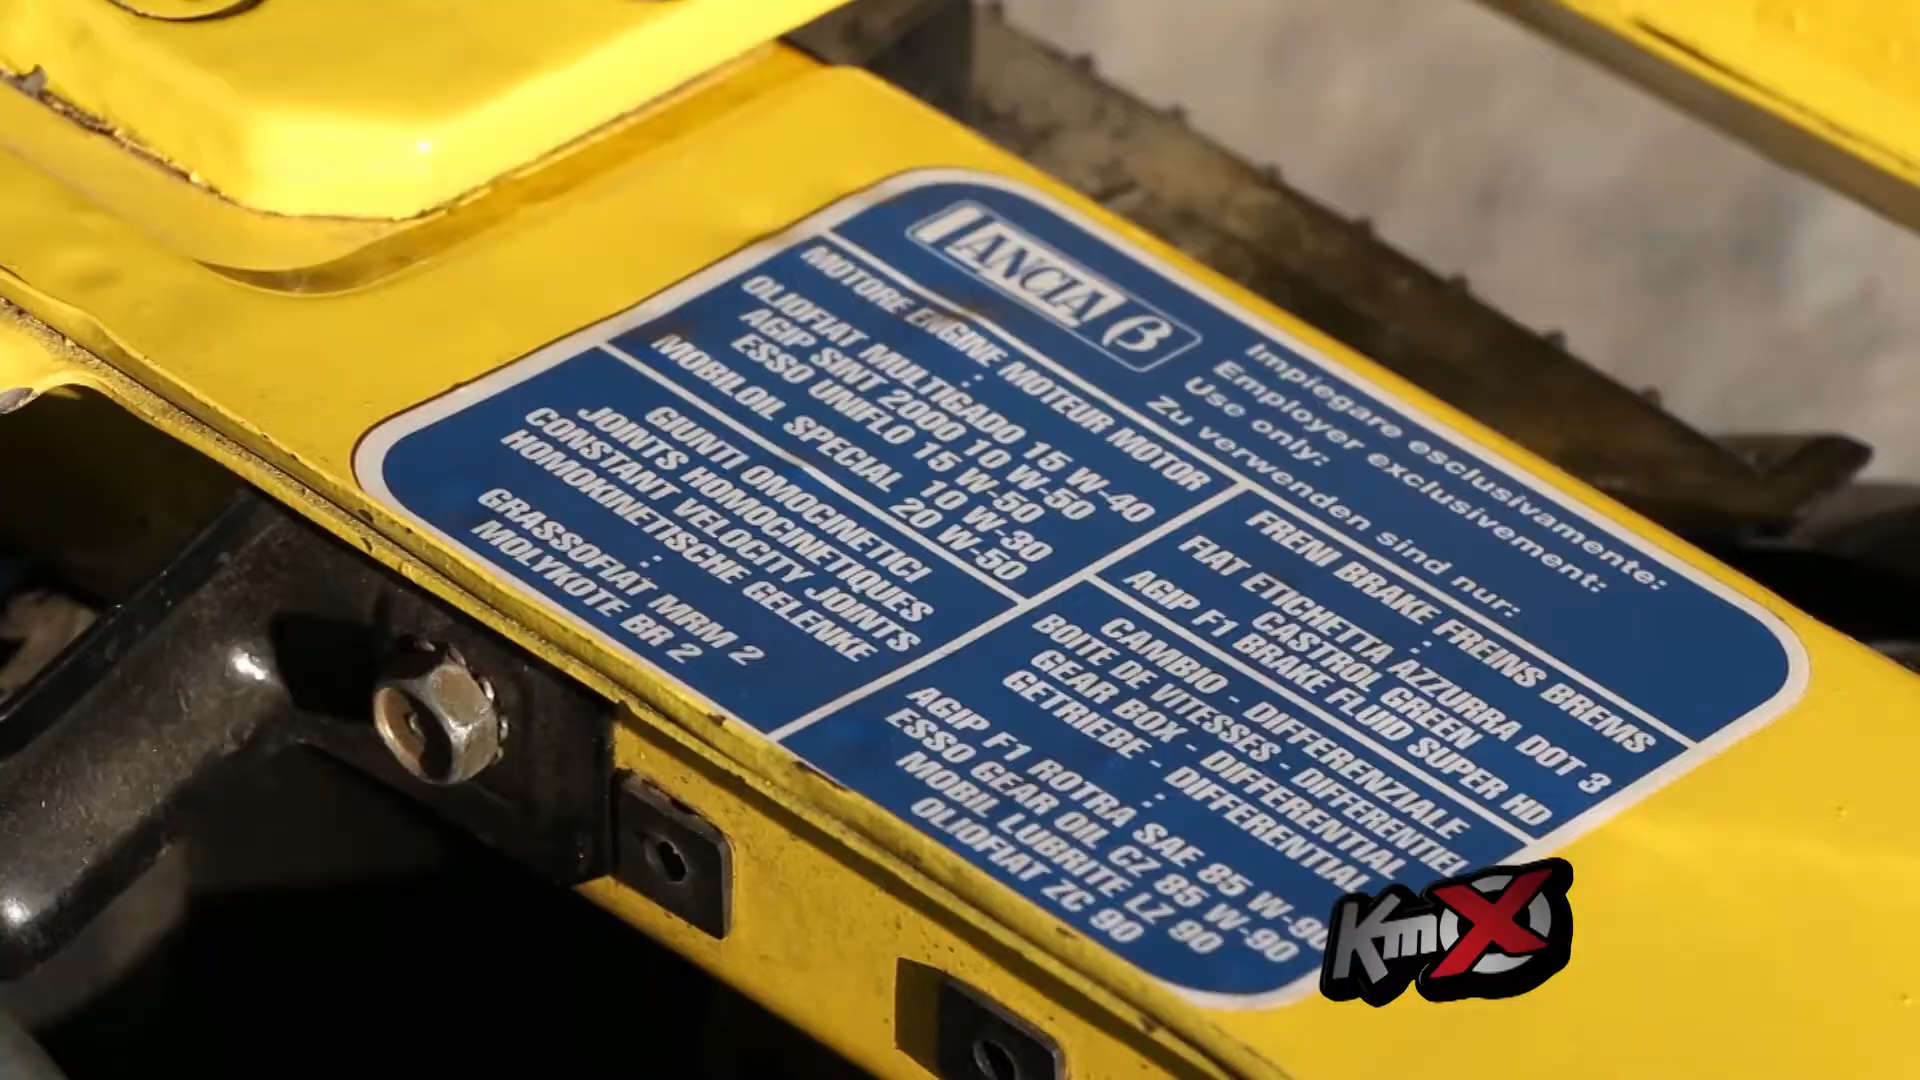 LANCIA β
Impiegare esclusivamente:
Employer exclusivement:
Use only:
Zu verwenden sind nur:
MOTORE ENGINE MOTEUR MOTOR
:
OLIOFIAT MULTIGADO 15 W-40
AGIP SINT 2000 10 W-50
ESSO UNIFLO 15 W-50
10 W-30
MOBILOIL SPECIAL 20 W-50
GIUNTI OMOCINETICI
JOINTS HOMOCINETIQUES
CONSTANT VELOCITY JOINTS
HOMOKINETISCHE GELENKE
:
GRASSOFIAT MRM 2
MOLYKOTE BR 2
FRENI BRAKE FREINS BREMS
:
FIAT ETICHETTA AZZURRA DOT 3
CASTROL GREEN
AGIP F1 BRAKE FLUID SUPER HD
CAMBIO - DIFFERENZIALE
BOITE DE VITESSES - DIFFERENTIEL
GEAR BOX - DIFFERENTIAL
GETRIEBE - DIFFERENTIAL
:
AGIP F1 ROTRA SAE 85 W-90
ESSO GEAR OIL CZ 85 W-90
MOBIL LUBRITE LZ 90
OLIOFIAT ZC 90
KmX